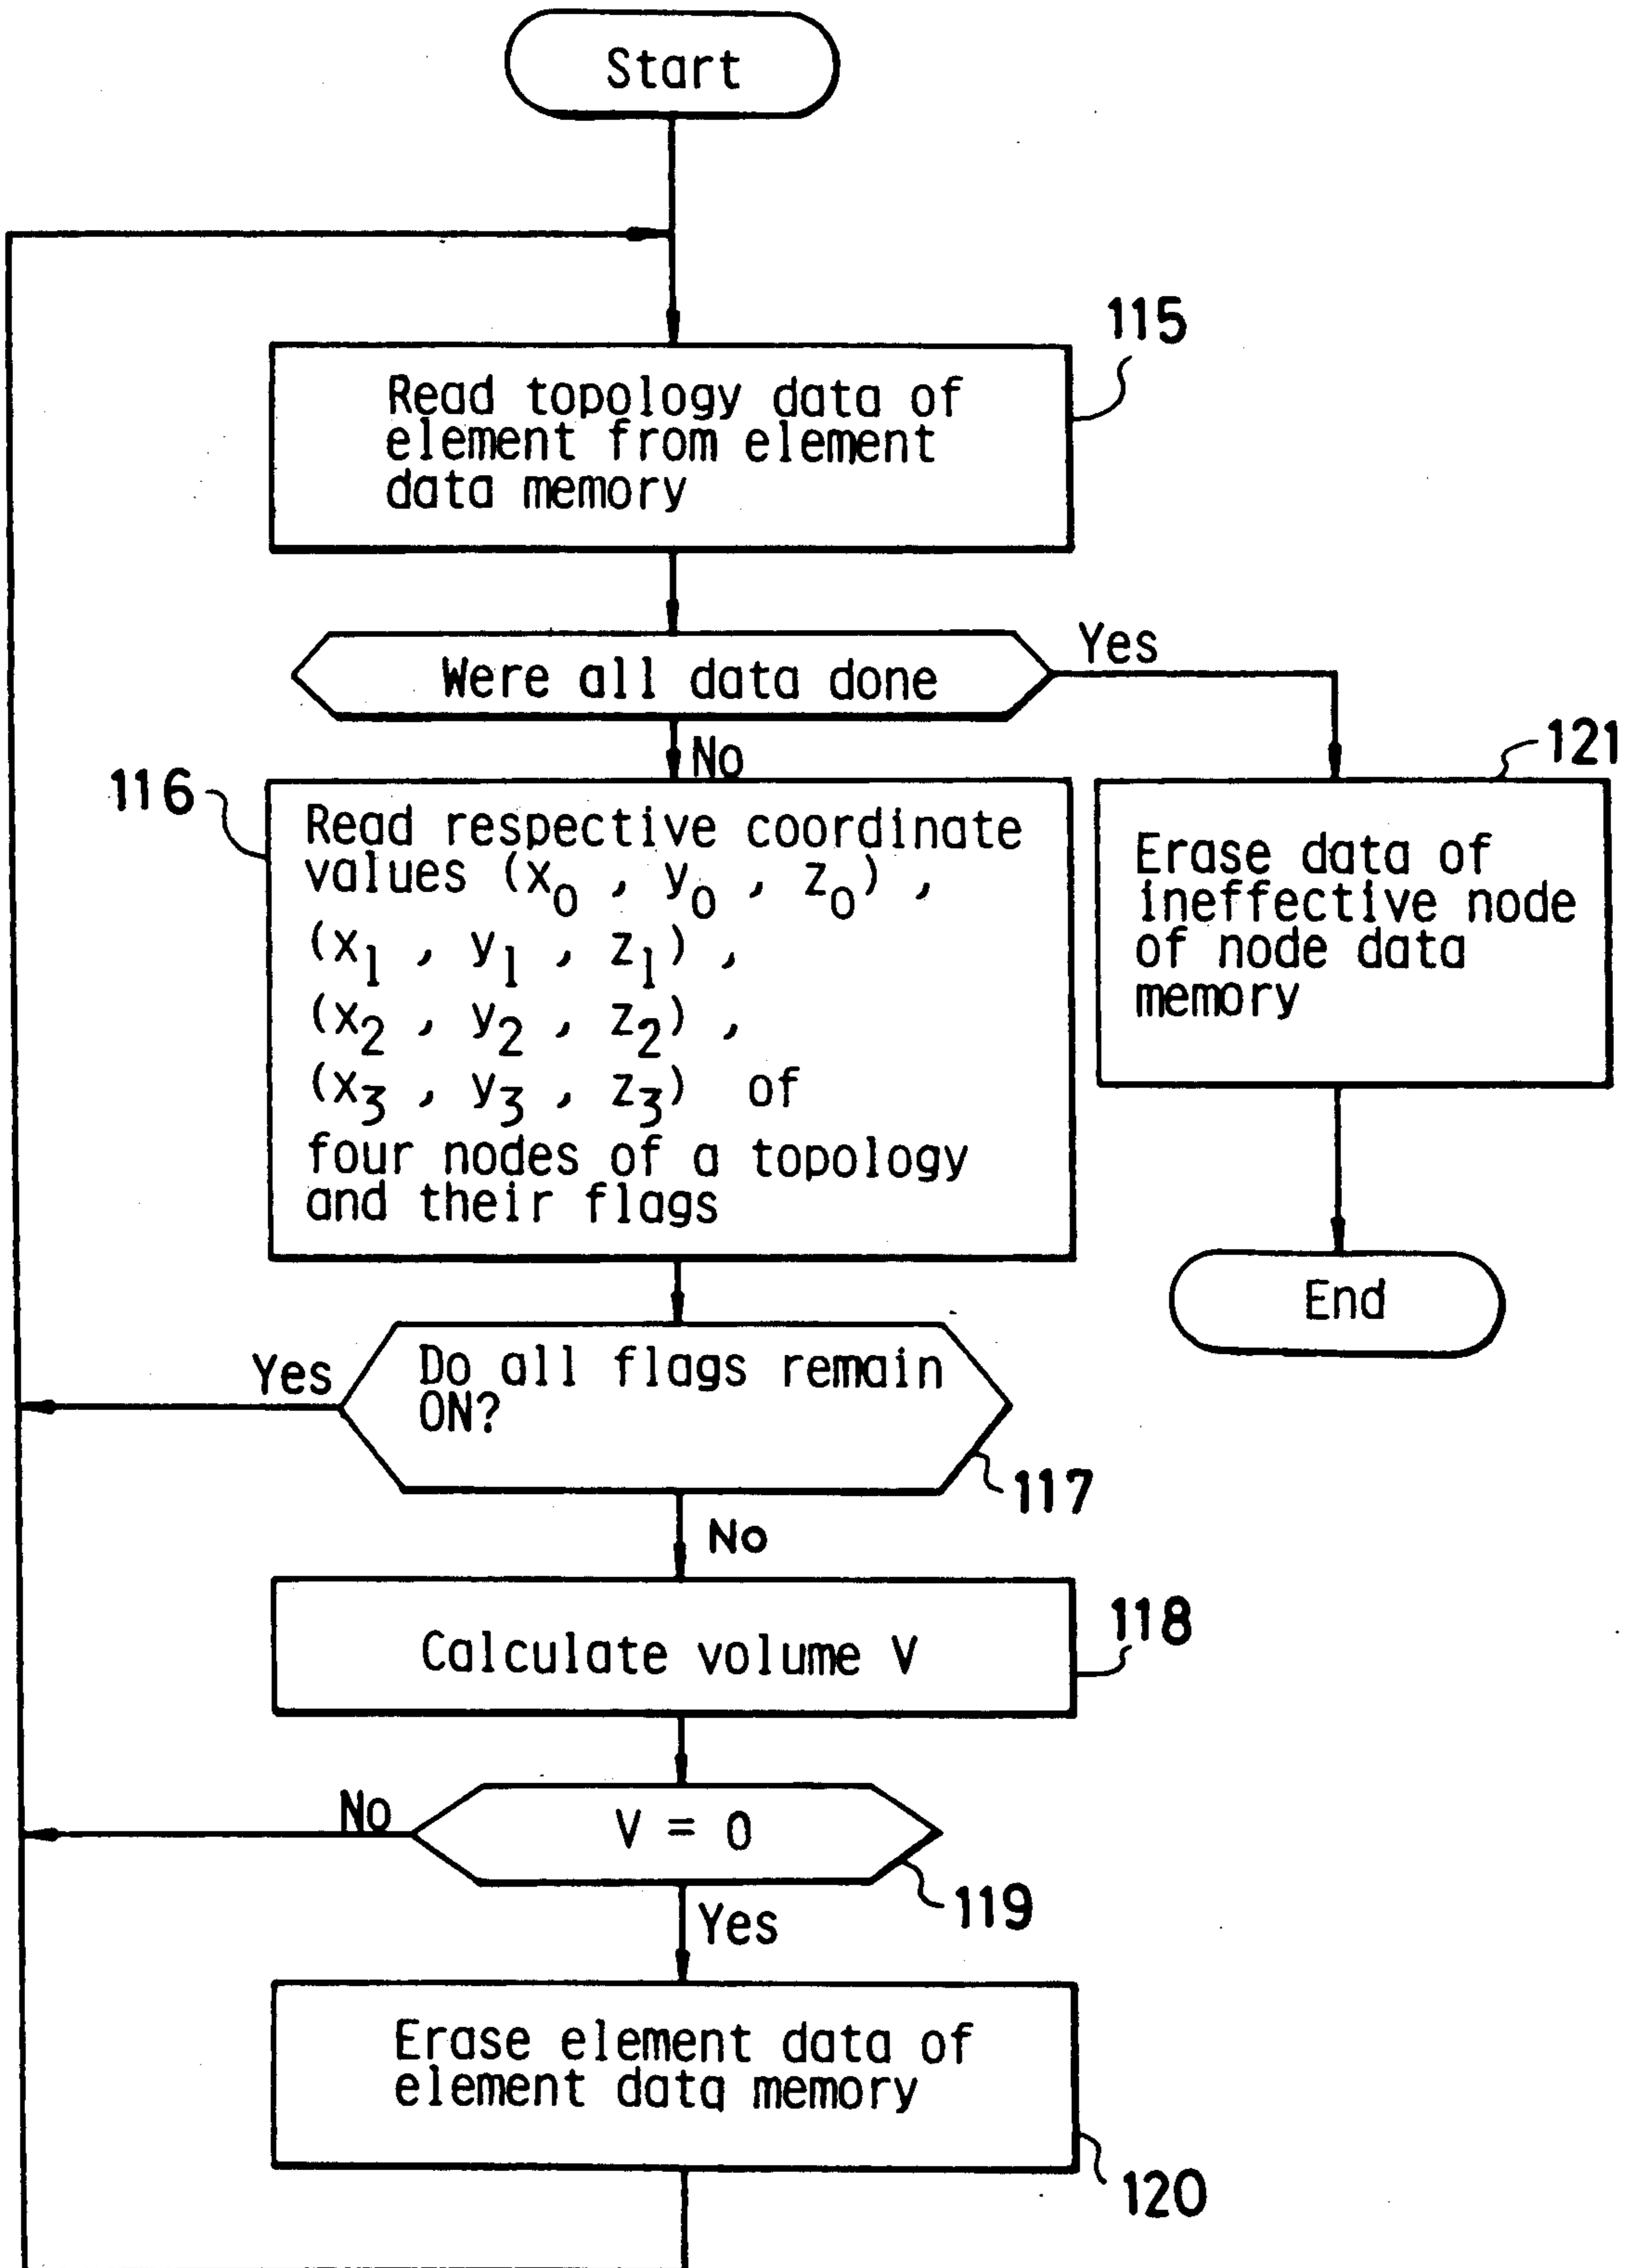 Start
115
Read topology data of
element from element
data memory
Were all data done
Yes
No
116
121
Read respective coordinate
values (x₀ , y₀ , z₀) ,
(x₁ , y₁ , z₁) ,
(x₂ , y₂ , z₂) ,
(x₃ , y₃ , z₃) of
four nodes of a topology
and their flags
Erase data of
ineffective node
of node data
memory
End
Do all flags remain
ON?
Yes
117
No
118
Calculate volume V
No
V = 0
119
Yes
Erase element data of
element data memory
120